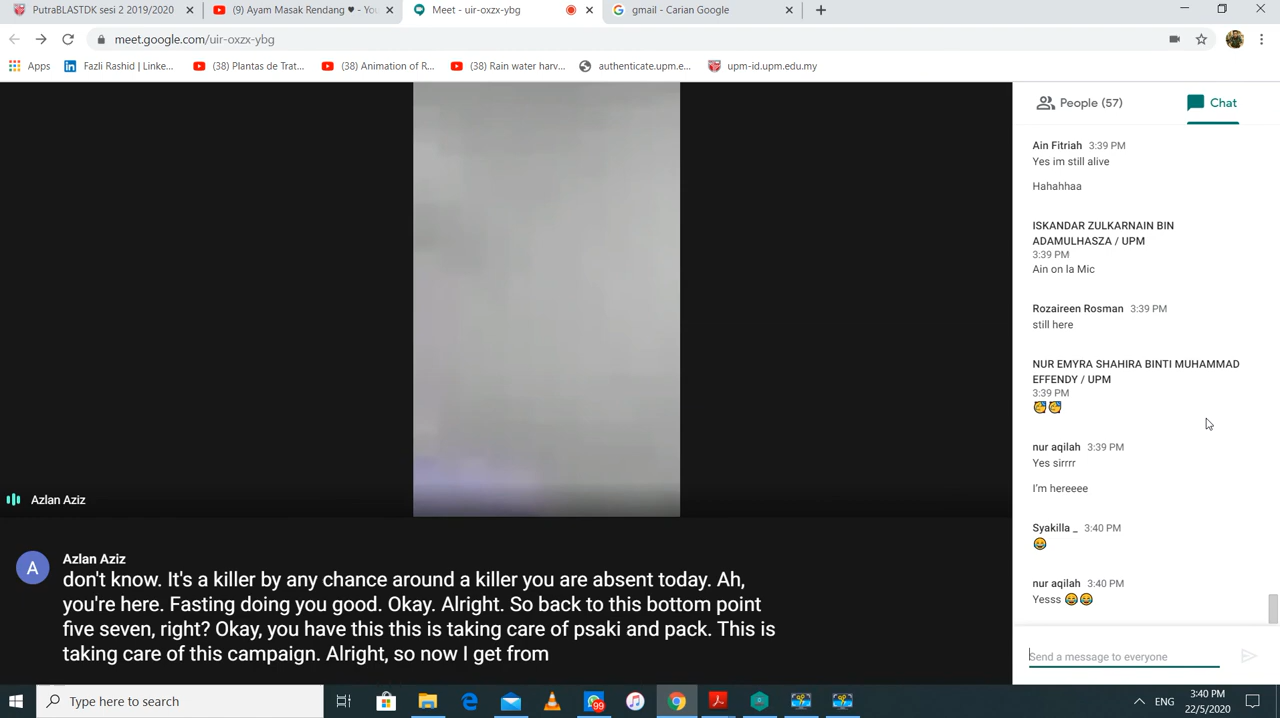 PutraBLASTDK sesi 2 2019/2020
(9) Ayam Masak Rendang ♥ - You
Meet - uir-oxzx-ybg
gmail - Carian Google
meet.google.com/uir-oxzx-ybg
Apps
Fazli Rashid | Linke...
(38) Plantas de Trat...
(38) Animation of R...
(38) Rain water harv...
authenticate.upm.e...
upm-id.upm.edu.my
People (57)
Chat
Ain Fitriah 3:39 PM
Yes im still alive
Hahahhaa
ISKANDAR ZULKARNAIN BIN
ADAMULHASZA / UPM
3:39 PM
Ain on la Mic
Rozaireen Rosman 3:39 PM
still here
NUR EMYRA SHAHIRA BINTI MUHAMMAD
EFFENDY / UPM
3:39 PM
nur aqilah 3:39 PM
Yes sirrrr
I'm hereeee
Syakilla _ 3:40 PM
😂
nur aqilah 3:40 PM
Yesss 😂😂
Send a message to everyone
Azlan Aziz
A
Azlan Aziz
don't know. It's a killer by any chance around a killer you are absent today. Ah,
you're here. Fasting doing you good. Okay. Alright. So back to this bottom point
five seven, right? Okay, you have this this is taking care of psaki and pack. This is
taking care of this campaign. Alright, so now I get from
Type here to search
99
ENG
3:40 PM
22/5/2020